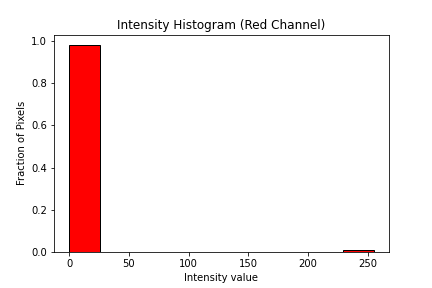 Intensity Histogram (Red Channel)
1.0
0.8
0.6
0.4
0.2
0.0
Fraction of Pixels
0 50 100 150 200 250
Intensity value